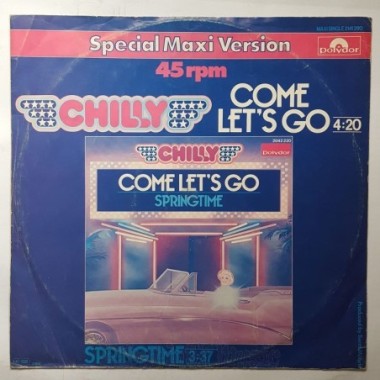 Special Maxi Version
Polydor
45 rpm
CHILLY
COME
LET'S GO 4:20
CHILLY
Polydor
COME LET'S GO
SPRINGTIME
SPRINGTIME 3:37